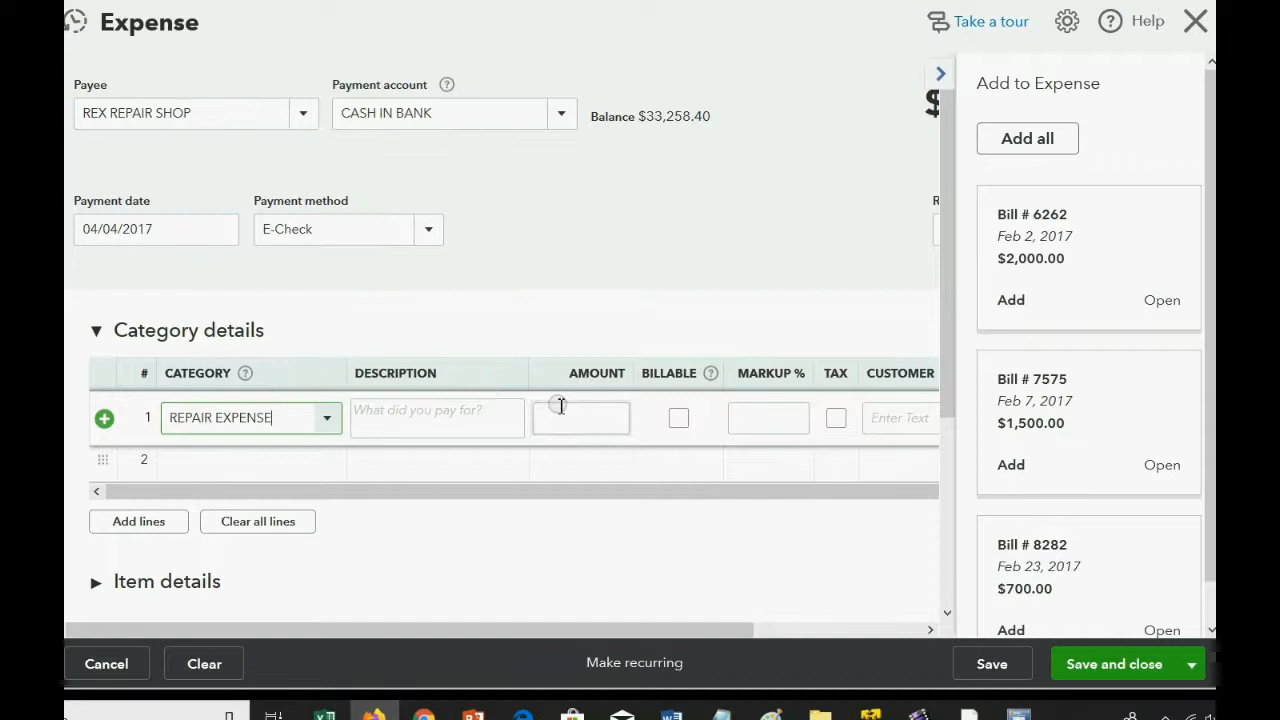 Expense
Take a tour
Help
Payee
Payment account
REX REPAIR SHOP
CASH IN BANK
Balance $33,258.40
$
Payment date
Payment method
R
04/04/2017
E-Check
Category details
# CATEGORY DESCRIPTION AMOUNT BILLABLE MARKUP % TAX CUSTOMER
1 REPAIR EXPENSE What did you pay for? Enter Text
2
Add lines
Clear all lines
Item details
Add to Expense
Add all
Bill # 6262
Feb 2, 2017
$2,000.00
Add Open
Bill # 7575
Feb 7, 2017
$1,500.00
Add Open
Bill # 8282
Feb 23, 2017
$700.00
Add Open
Cancel
Clear
Make recurring
Save
Save and close